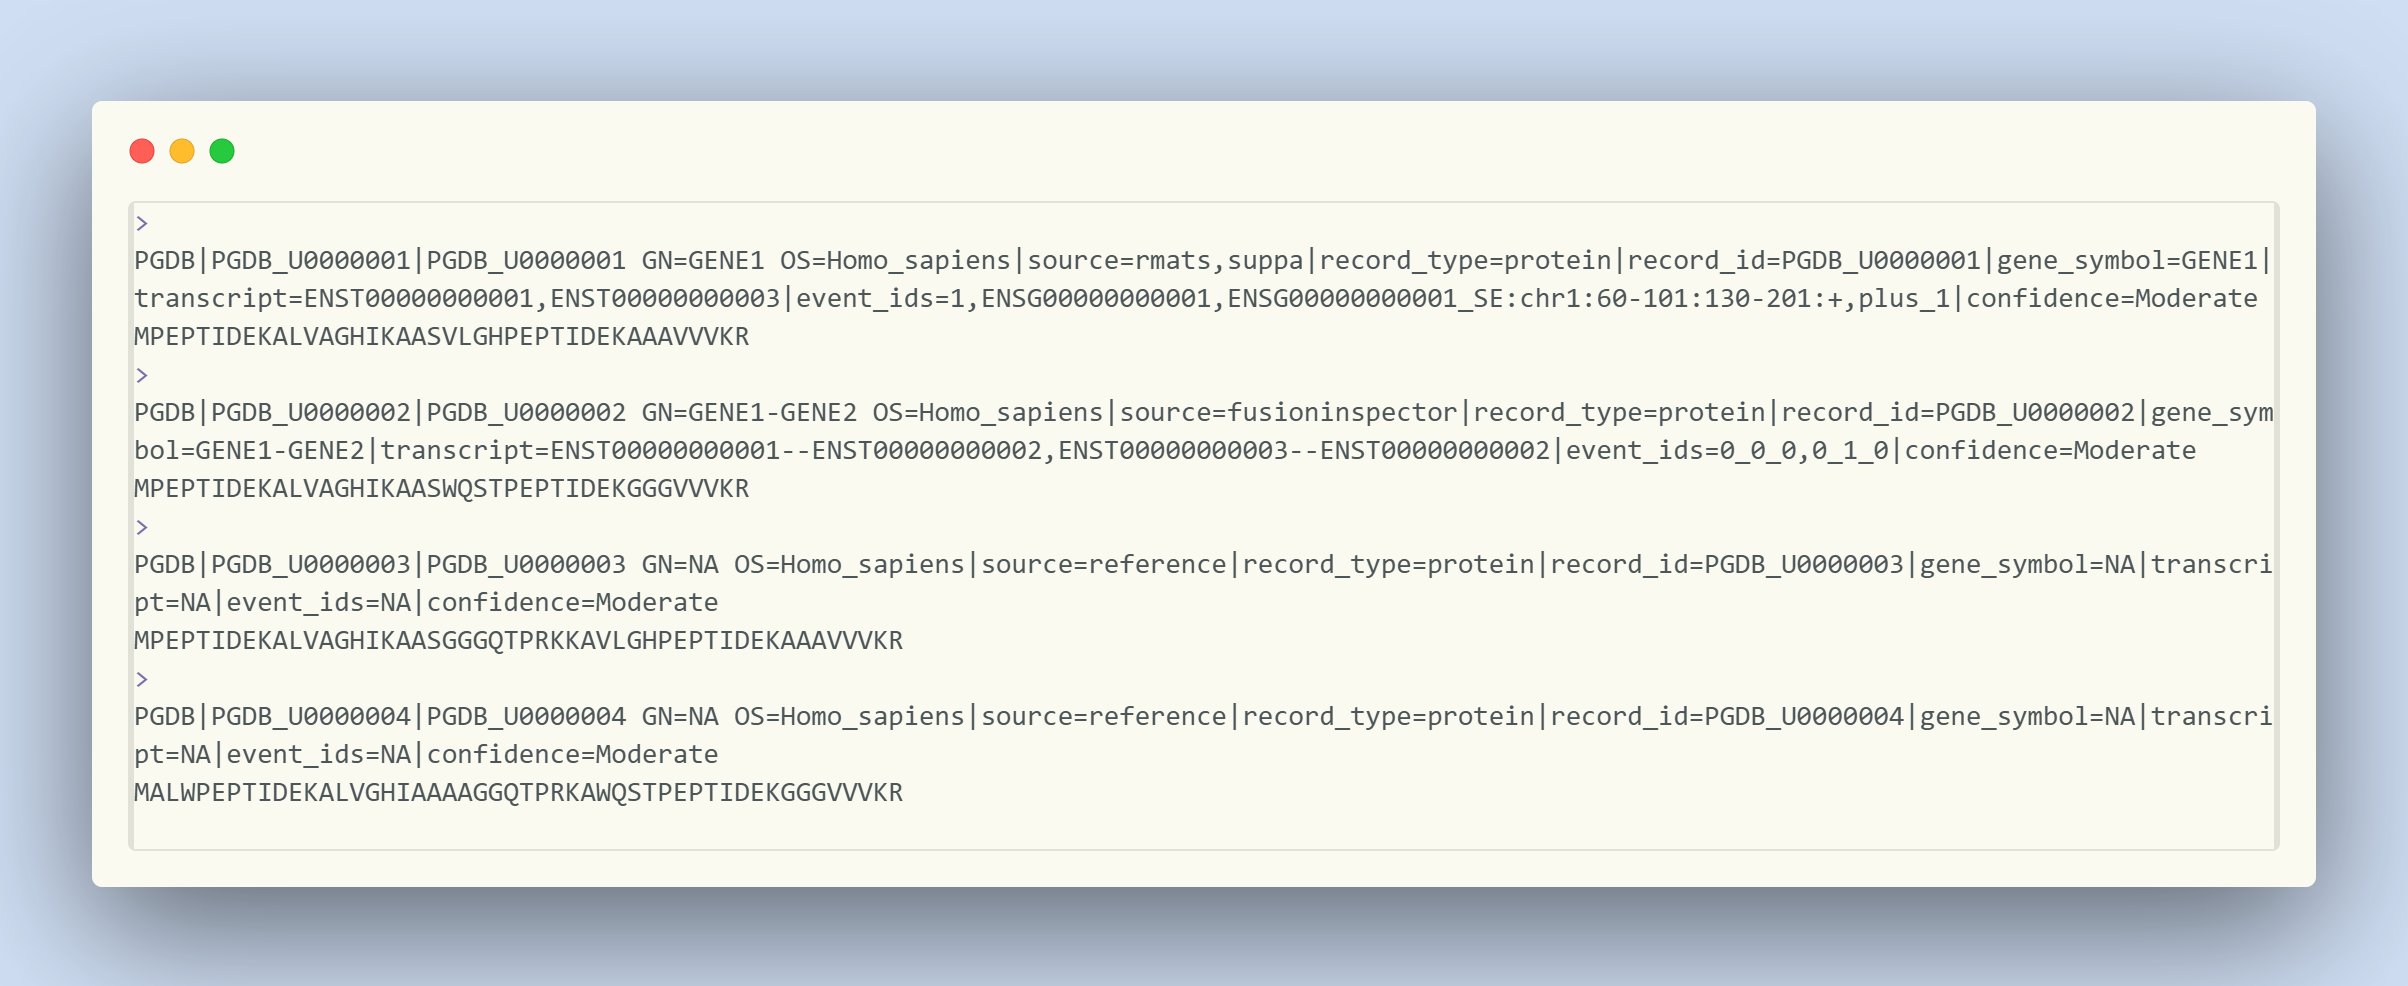 >
PGDB|PGDB_U0000001|PGDB_U0000001 GN=GENE1 OS=Homo_sapiens|source=rmats,suppa|record_type=protein|record_id=PGDB_U0000001|gene_symbol=GENE1|
transcript=ENST00000000001,ENST00000000003|event_ids=1,ENSG00000000001,ENSG00000000001_SE:chr1:60-101:130-201:+,plus_1|confidence=Moderate
MPEPTIDEKALVAGHIKAASVLGHPEPTIDEKAAAVVVKR
>
PGDB|PGDB_U0000002|PGDB_U0000002 GN=GENE1-GENE2 OS=Homo_sapiens|source=fusioninspector|record_type=protein|record_id=PGDB_U0000002|gene_sym
bol=GENE1-GENE2|transcript=ENST00000000001--ENST00000000002,ENST00000000003--ENST00000000002|event_ids=0_0_0,0_1_0|confidence=Moderate
MPEPTIDEKALVAGHIKAASWQSTPEPTIDEKGGGVVVKR
>
PGDB|PGDB_U0000003|PGDB_U0000003 GN=NA OS=Homo_sapiens|source=reference|record_type=protein|record_id=PGDB_U0000003|gene_symbol=NA|transcri
pt=NA|event_ids=NA|confidence=Moderate
MPEPTIDEKALVAGHIKAASGGGQTPRKKAVLGHPEPTIDEKAAAVVVKR
>
PGDB|PGDB_U0000004|PGDB_U0000004 GN=NA OS=Homo_sapiens|source=reference|record_type=protein|record_id=PGDB_U0000004|gene_symbol=NA|transcri
pt=NA|event_ids=NA|confidence=Moderate
MALWPEPTIDEKALVGHIAAAAGGQTPRKAWQSTPEPTIDEKGGGVVVKR